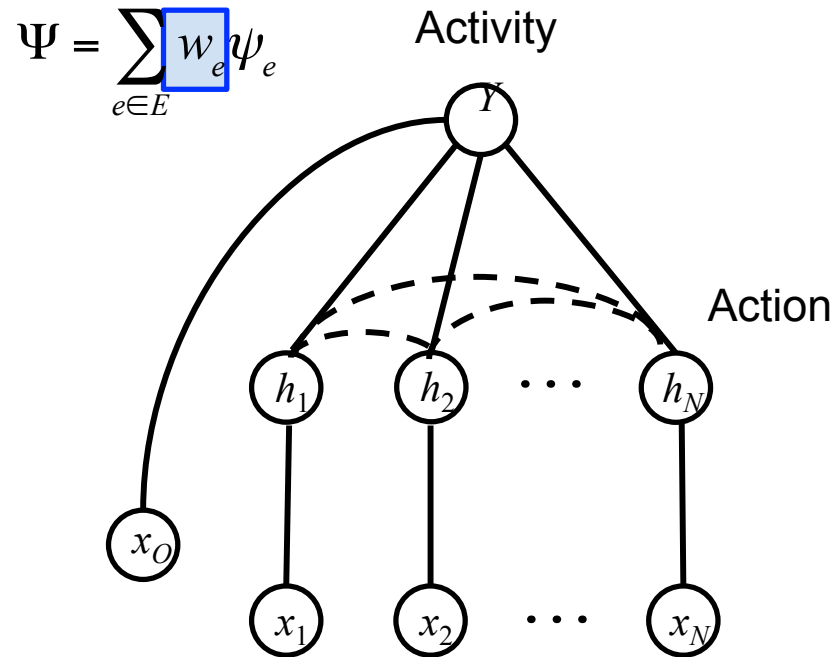 Ψ = ∑ w_e ψ_e
e∈E
Activity
Y
Action
h_1 h_2 ... h_N
x_O
x_1 x_2 ... x_N